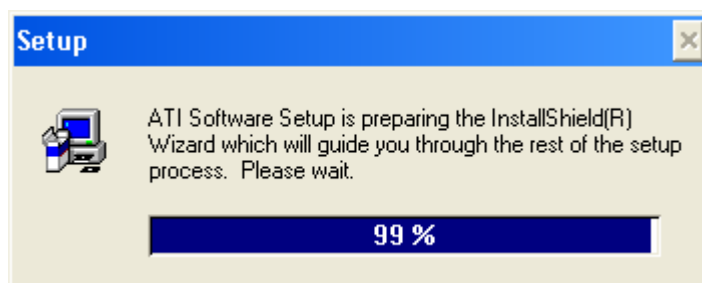 Setup
ATI Software Setup is preparing the InstallShield(R)
Wizard which will guide you through the rest of the setup
process.  Please wait.
99 %